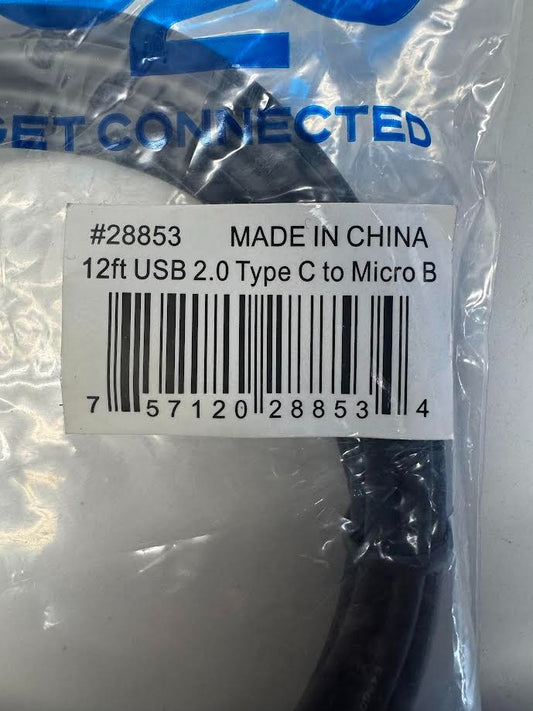 GET CONNECTED
#28853 MADE IN CHINA
12ft USB 2.0 Type C to Micro B
7 57120 28853 4